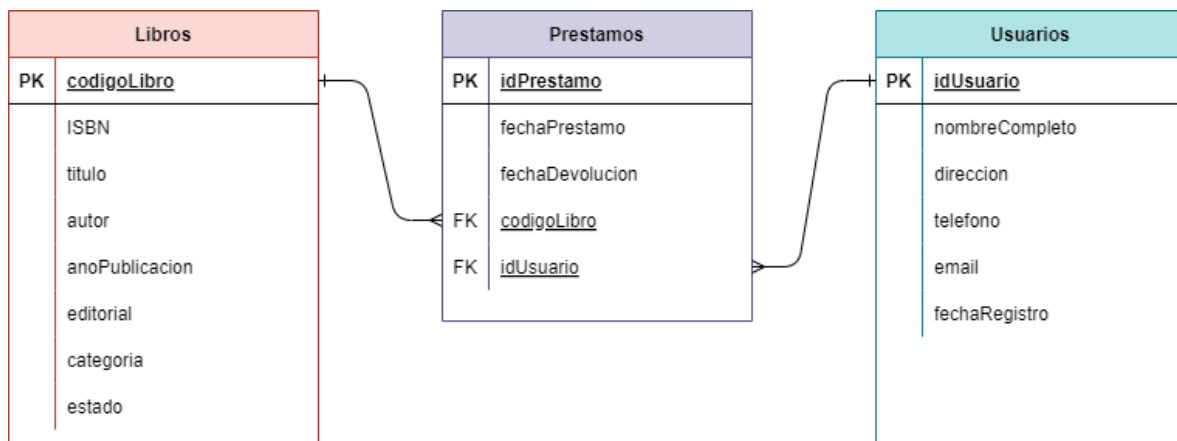 Libros
PK codigoLibro
ISBN
titulo
autor
anoPublicacion
editorial
categoria
estado
Prestamos
PK idPrestamo
fechaPrestamo
fechaDevolucion
FK codigoLibro
FK idUsuario
Usuarios
PK idUsuario
nombreCompleto
direccion
telefono
email
fechaRegistro